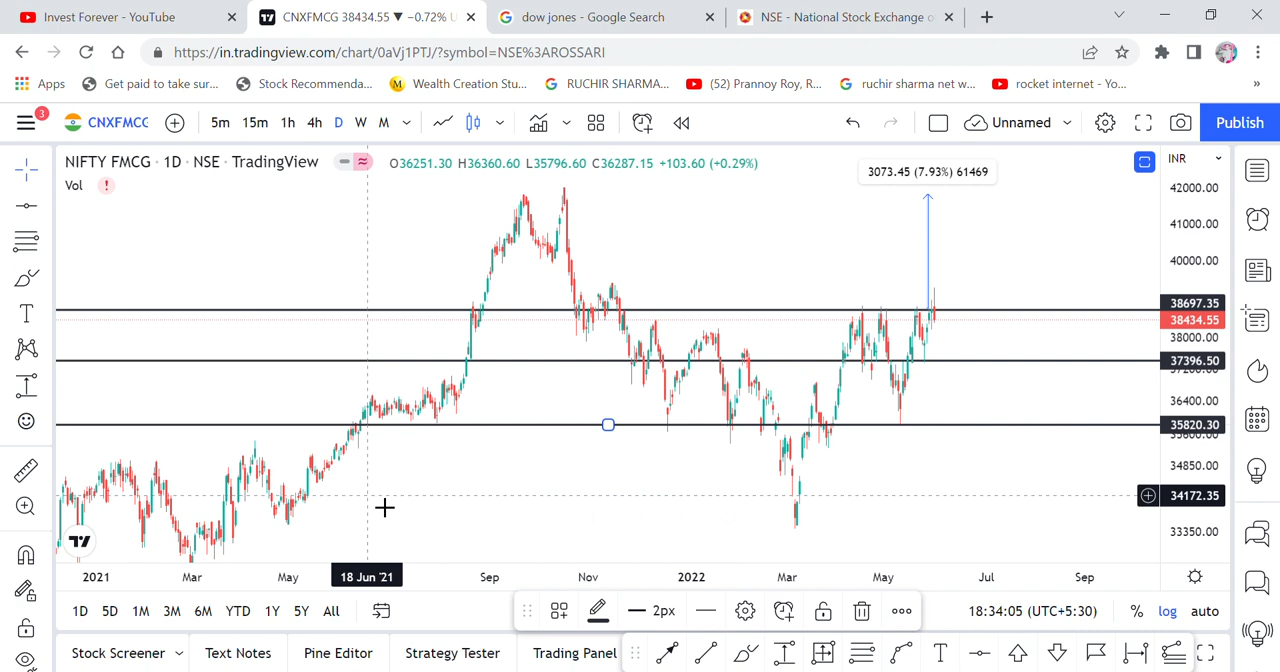 Invest Forever - YouTube
CNXFMCG 38434.55 ▼ −0.72% U
dow jones - Google Search
NSE - National Stock Exchange o
https://in.tradingview.com/chart/0aVj1PTJ/?symbol=NSE%3AROSSARI
Apps
Get paid to take sur...
Stock Recommenda...
Wealth Creation Stu...
RUCHIR SHARMA...
(52) Prannoy Roy, R...
ruchir sharma net w...
rocket internet - Yo...
»
3
CNXFMCG
5m 15m 1h 4h D W M
Unnamed
Publish
NIFTY FMCG · 1D · NSE · TradingView
O36251.30 H36360.60 L35796.60 C36287.15 +103.60 (+0.29%)
Vol
3073.45 (7.93%) 61469
INR
42000.00
41000.00
40000.00
38697.35
38434.55
38000.00
37396.50
37200.00
36400.00
35820.30
35600.00
34850.00
34172.35
33350.00
2021 Mar May 18 Jun '21 Sep Nov 2022 Mar May Jul Sep
1D 5D 1M 3M 6M YTD 1Y 5Y All
2px
18:34:05 (UTC+5:30)
% log auto
Stock Screener
Text Notes
Pine Editor
Strategy Tester
Trading Panel